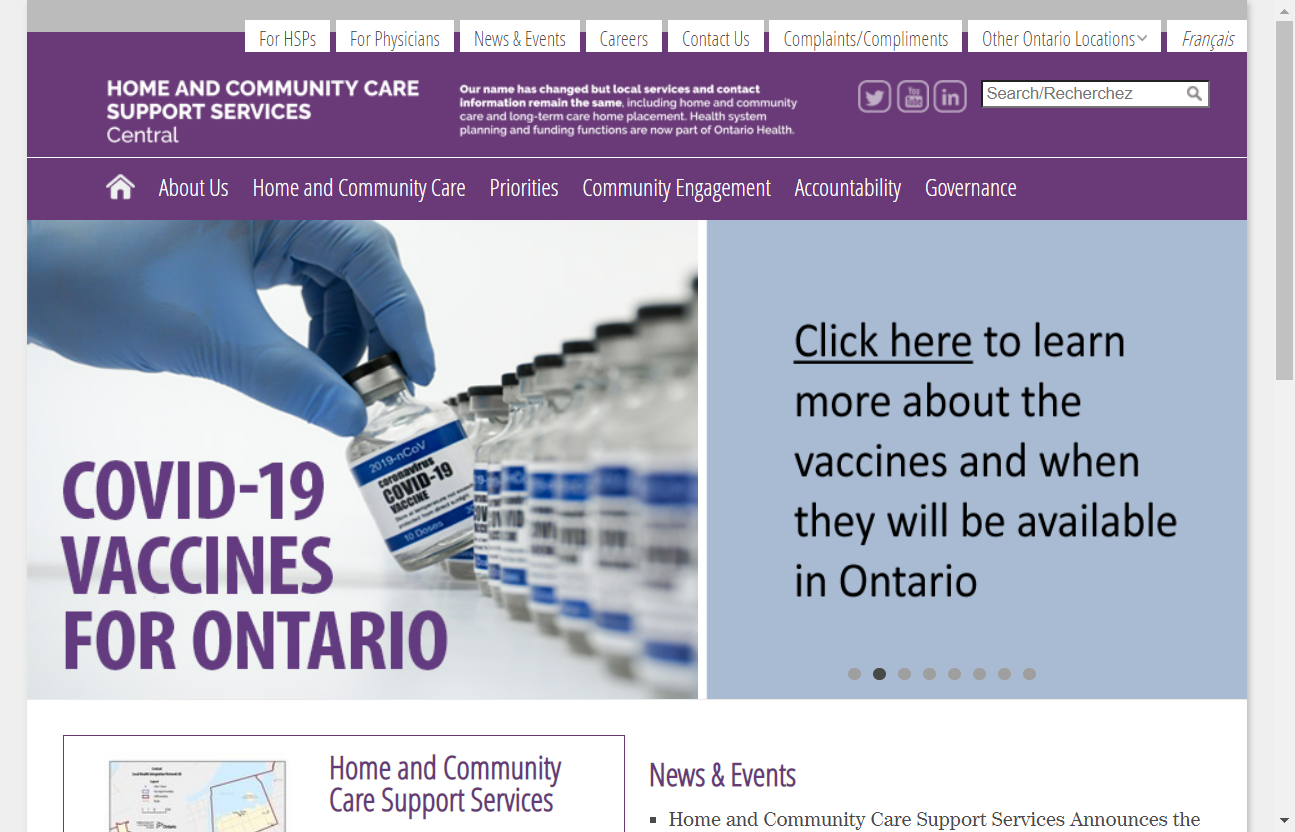 For HSPs
For Physicians
News & Events
Careers
Contact Us
Complaints/Compliments
Other Ontario Locations
Français
HOME AND COMMUNITY CARE
SUPPORT SERVICES
Central
Our name has changed but local services and contact
information remain the same, including home and community
care and long-term care home placement. Health system
planning and funding functions are now part of Ontario Health.
You
Tube
in
Search/Recherchez
About Us
Home and Community Care
Priorities
Community Engagement
Accountability
Governance
2019-nCoV
coronavirus
COVID-19
VACCINE
10 Doses
COVID-19
VACCINES
FOR ONTARIO
Click here to learn
more about the
vaccines and when
they will be available
in Ontario
Home and Community
Care Support Services
Ontario
News & Events
Home and Community Care Support Services Announces the